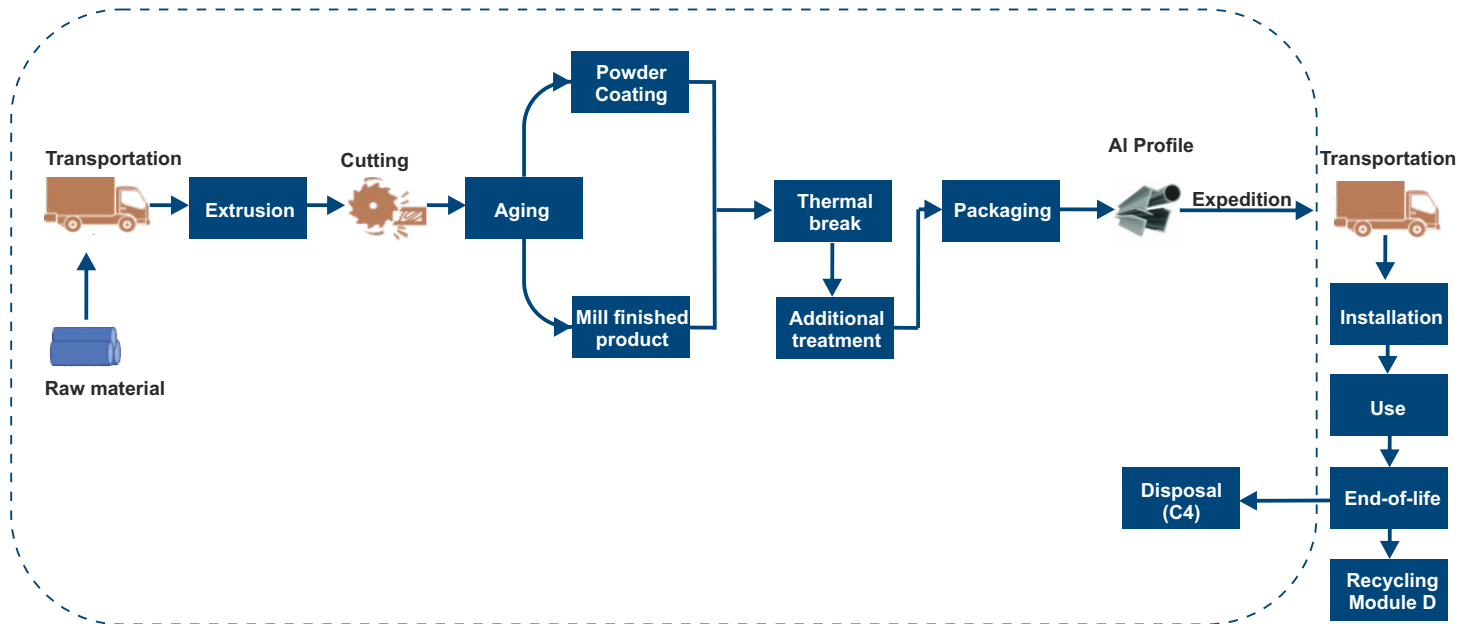 Transportation
Raw material
Extrusion
Cutting
Aging
Powder
Coating
Mill finished
product
Thermal
break
Additional
treatment
Packaging
Al Profile
Expedition
Transportation
Installation
Use
End-of-life
Disposal
(C4)
Recycling
Module D